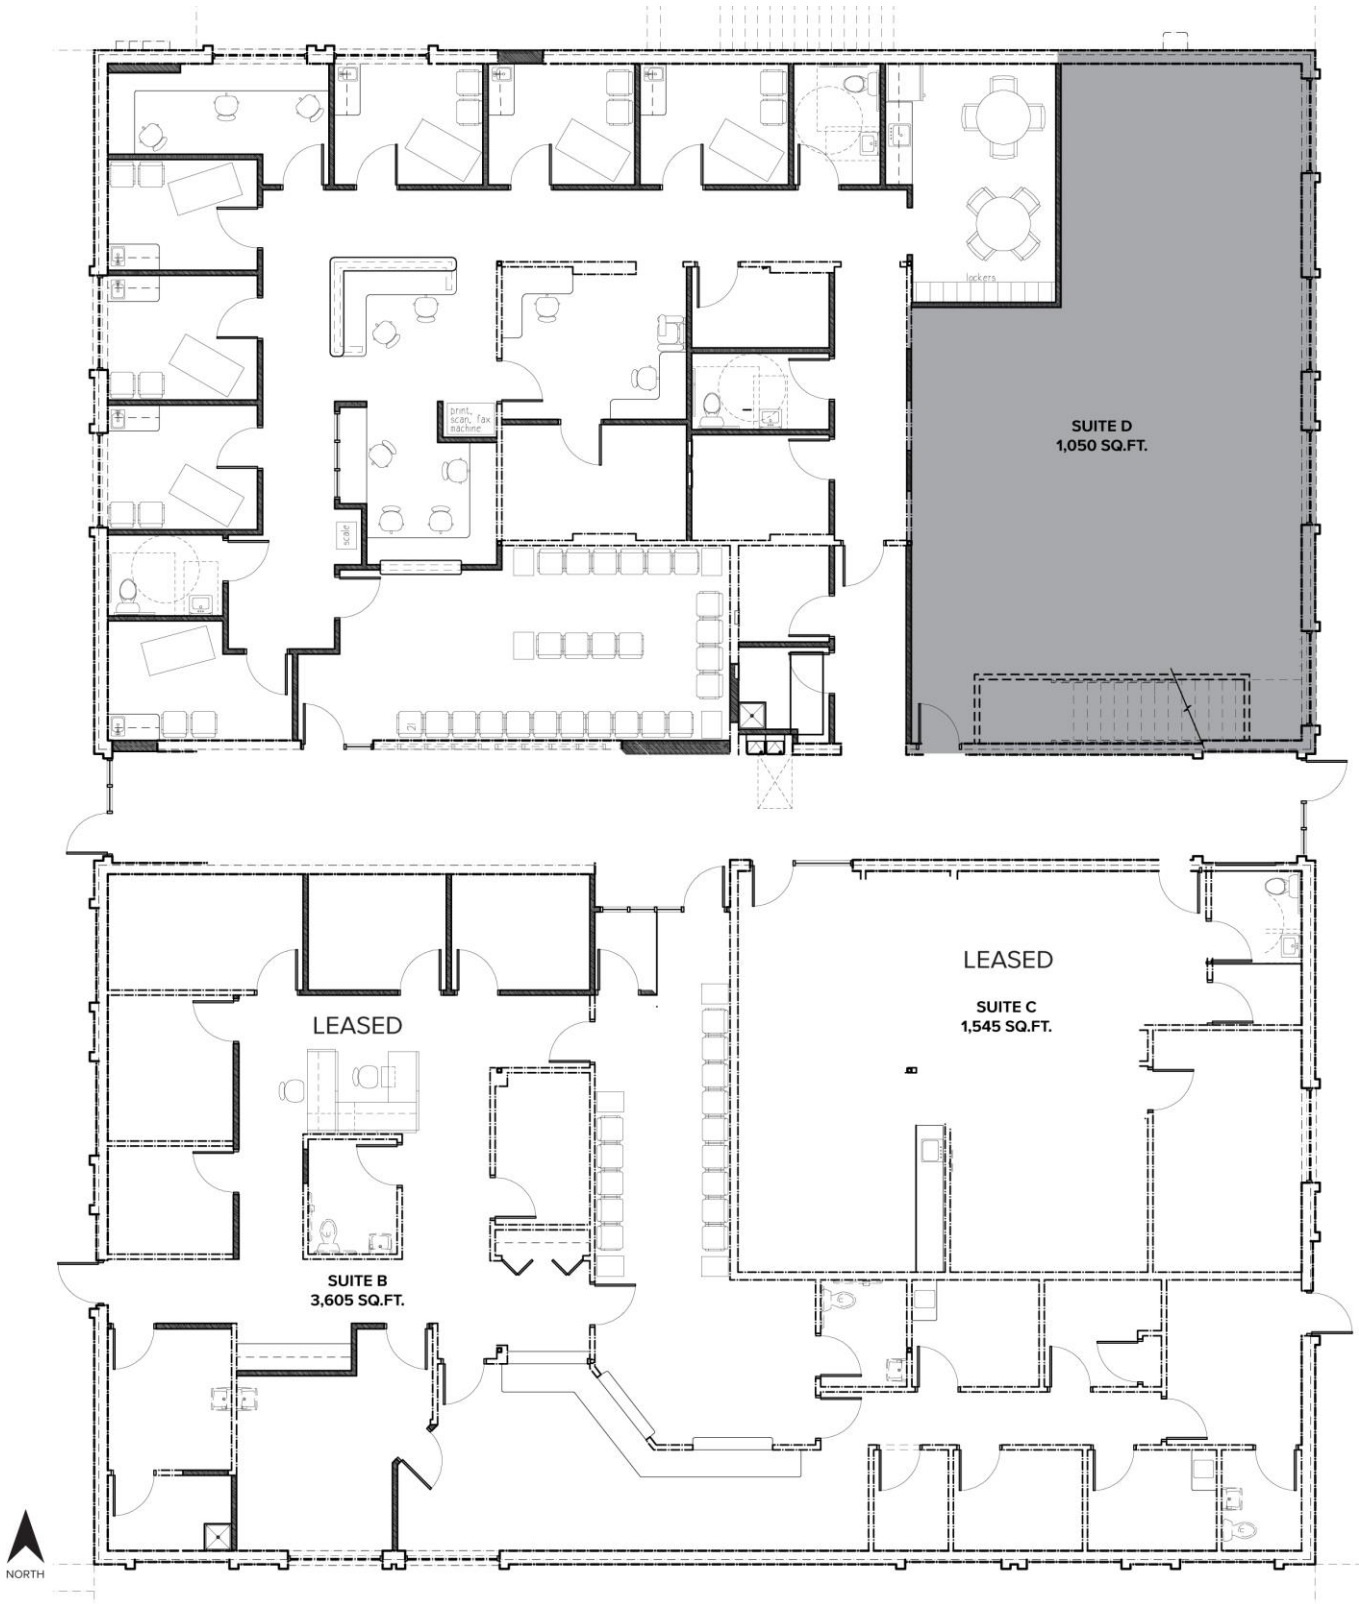 lockers
print,
scan, fax
machine
scale
SUITE D
1,050 SQ.FT.
21
LEASED
SUITE C
1,545 SQ.FT.
LEASED
SUITE B
3,605 SQ.FT.
NORTH